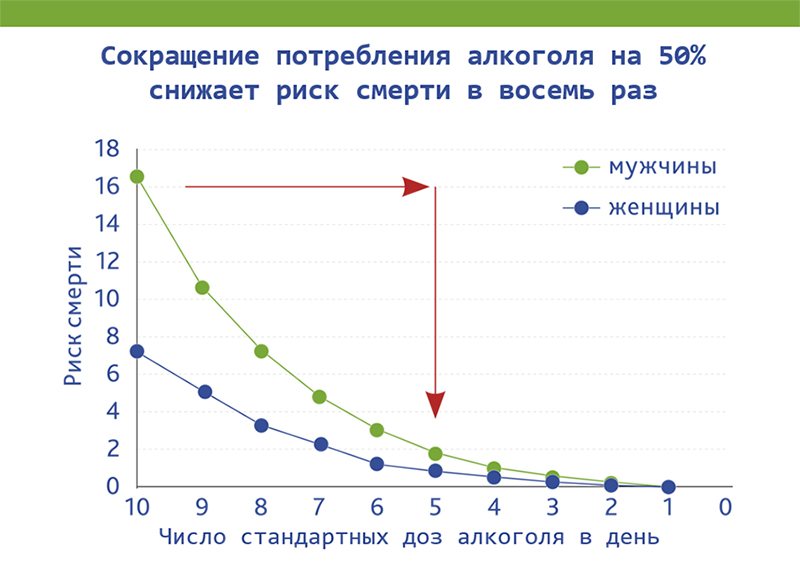 Сокращение потребления алкоголя на 50%
снижает риск смерти в восемь раз
18
16
14
12
10
8
6
4
2
0
Риск смерти
мужчины
женщины
10 9 8 7 6 5 4 3 2 1 0
Число стандартных доз алкоголя в день